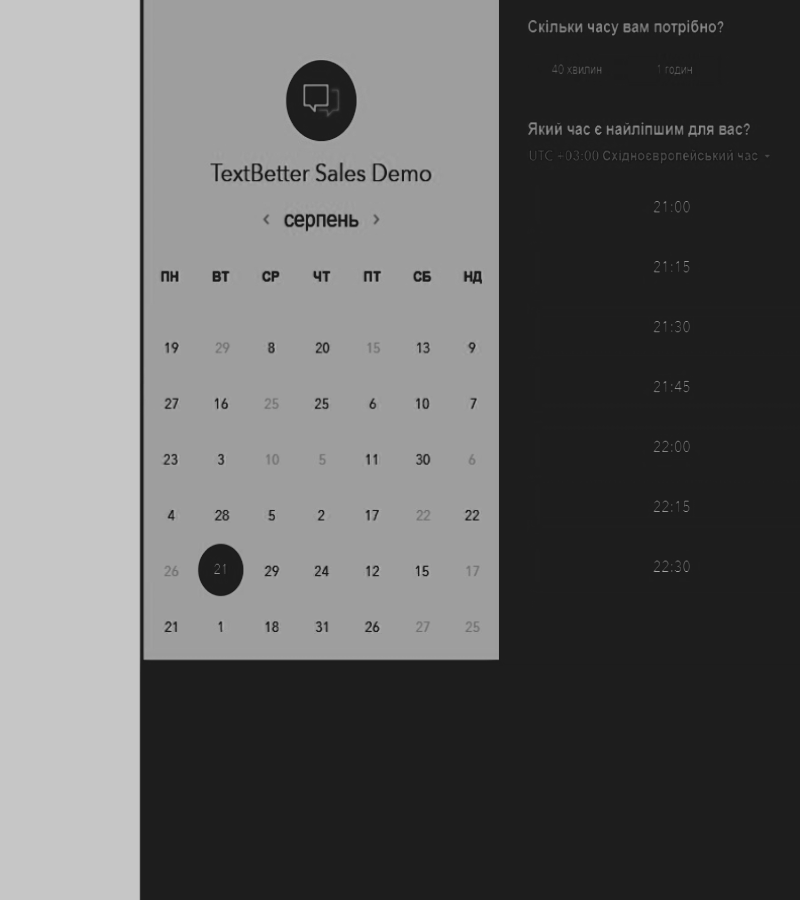 TextBetter Sales Demo
‹ серпень ›
ПН ВТ СР ЧТ ПТ СБ НД
19 29 8 20 15 13 9
27 16 25 25 6 10 7
23 3 10 5 11 30 6
4 28 5 2 17 22 22
26 21 29 24 12 15 17
21 1 18 31 26 27 25
Скільки часу вам потрібно?
40 хвилин 1 годин
Який час є найліпшим для вас?
UTC +03:00 Східноєвропейський час
21:00
21:15
21:30
21:45
22:00
22:15
22:30